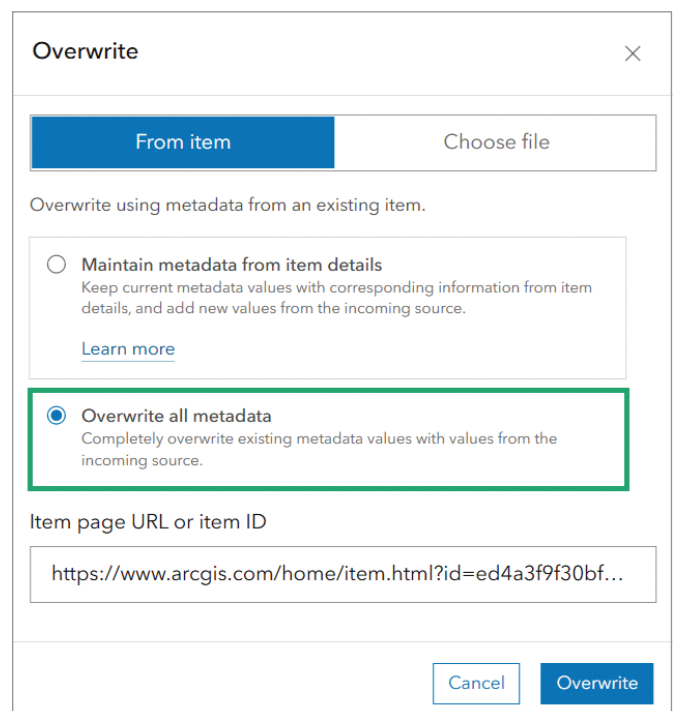 Overwrite
From item
Choose file
Overwrite using metadata from an existing item.
Maintain metadata from item details
Keep current metadata values with corresponding information from item
details, and add new values from the incoming source.
Learn more
Overwrite all metadata
Completely overwrite existing metadata values with values from the
incoming source.
Item page URL or item ID
https://www.arcgis.com/home/item.html?id=ed4a3f9f30bf...
Cancel
Overwrite